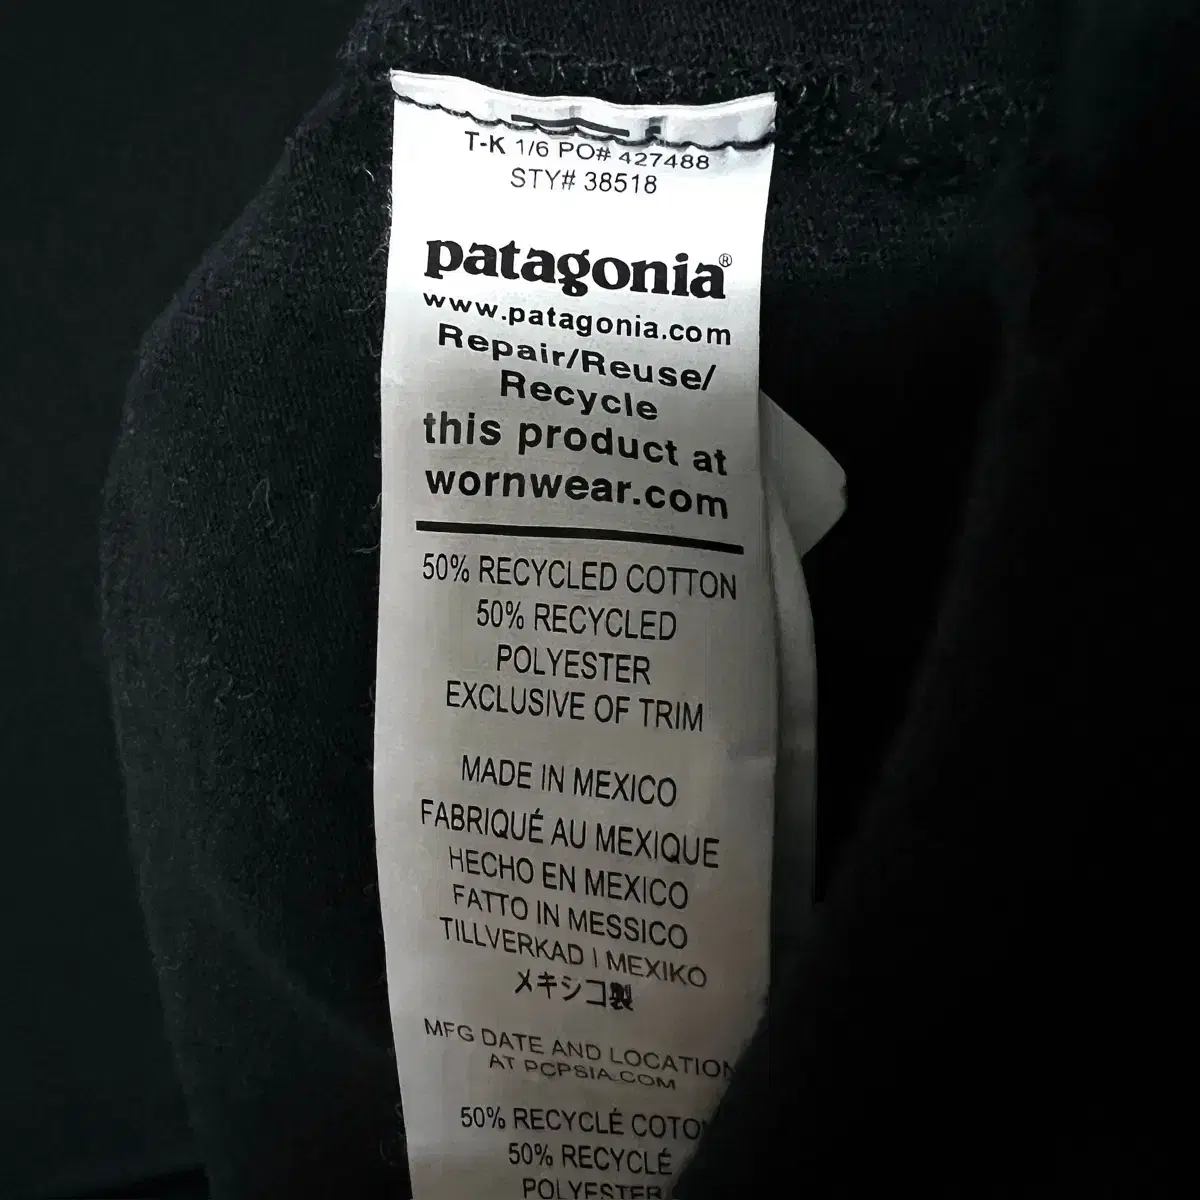 T-K 1/6 PO# 427488
STY# 38518
patagonia®
www.patagonia.com
Repair/Reuse/
Recycle
this product at
wornwear.com
50% RECYCLED COTTON
50% RECYCLED
POLYESTER
EXCLUSIVE OF TRIM
MADE IN MEXICO
FABRIQUÉ AU MEXIQUE
HECHO EN MEXICO
FATTO IN MESSICO
TILLVERKAD I MEXIKO
メキシコ製
MFG DATE AND LOCATION
AT PCPSIA.COM
50% RECYCLÉ COTO
50% RECYCLÉ
POLYESTER